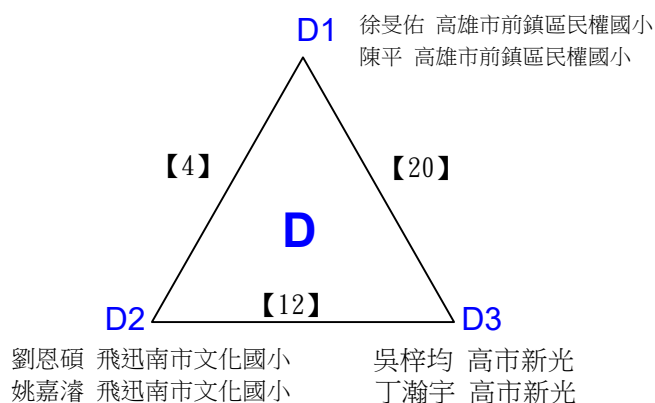 D1
徐旻佑 高雄市前鎮區民權國小
陳平 高雄市前鎮區民權國小
【4】
【20】
D
【12】
D2
D3
劉恩碩 飛迅南市文化國小
吳梓均 高市新光
姚嘉濬 飛迅南市文化國小
丁瀚宇 高市新光